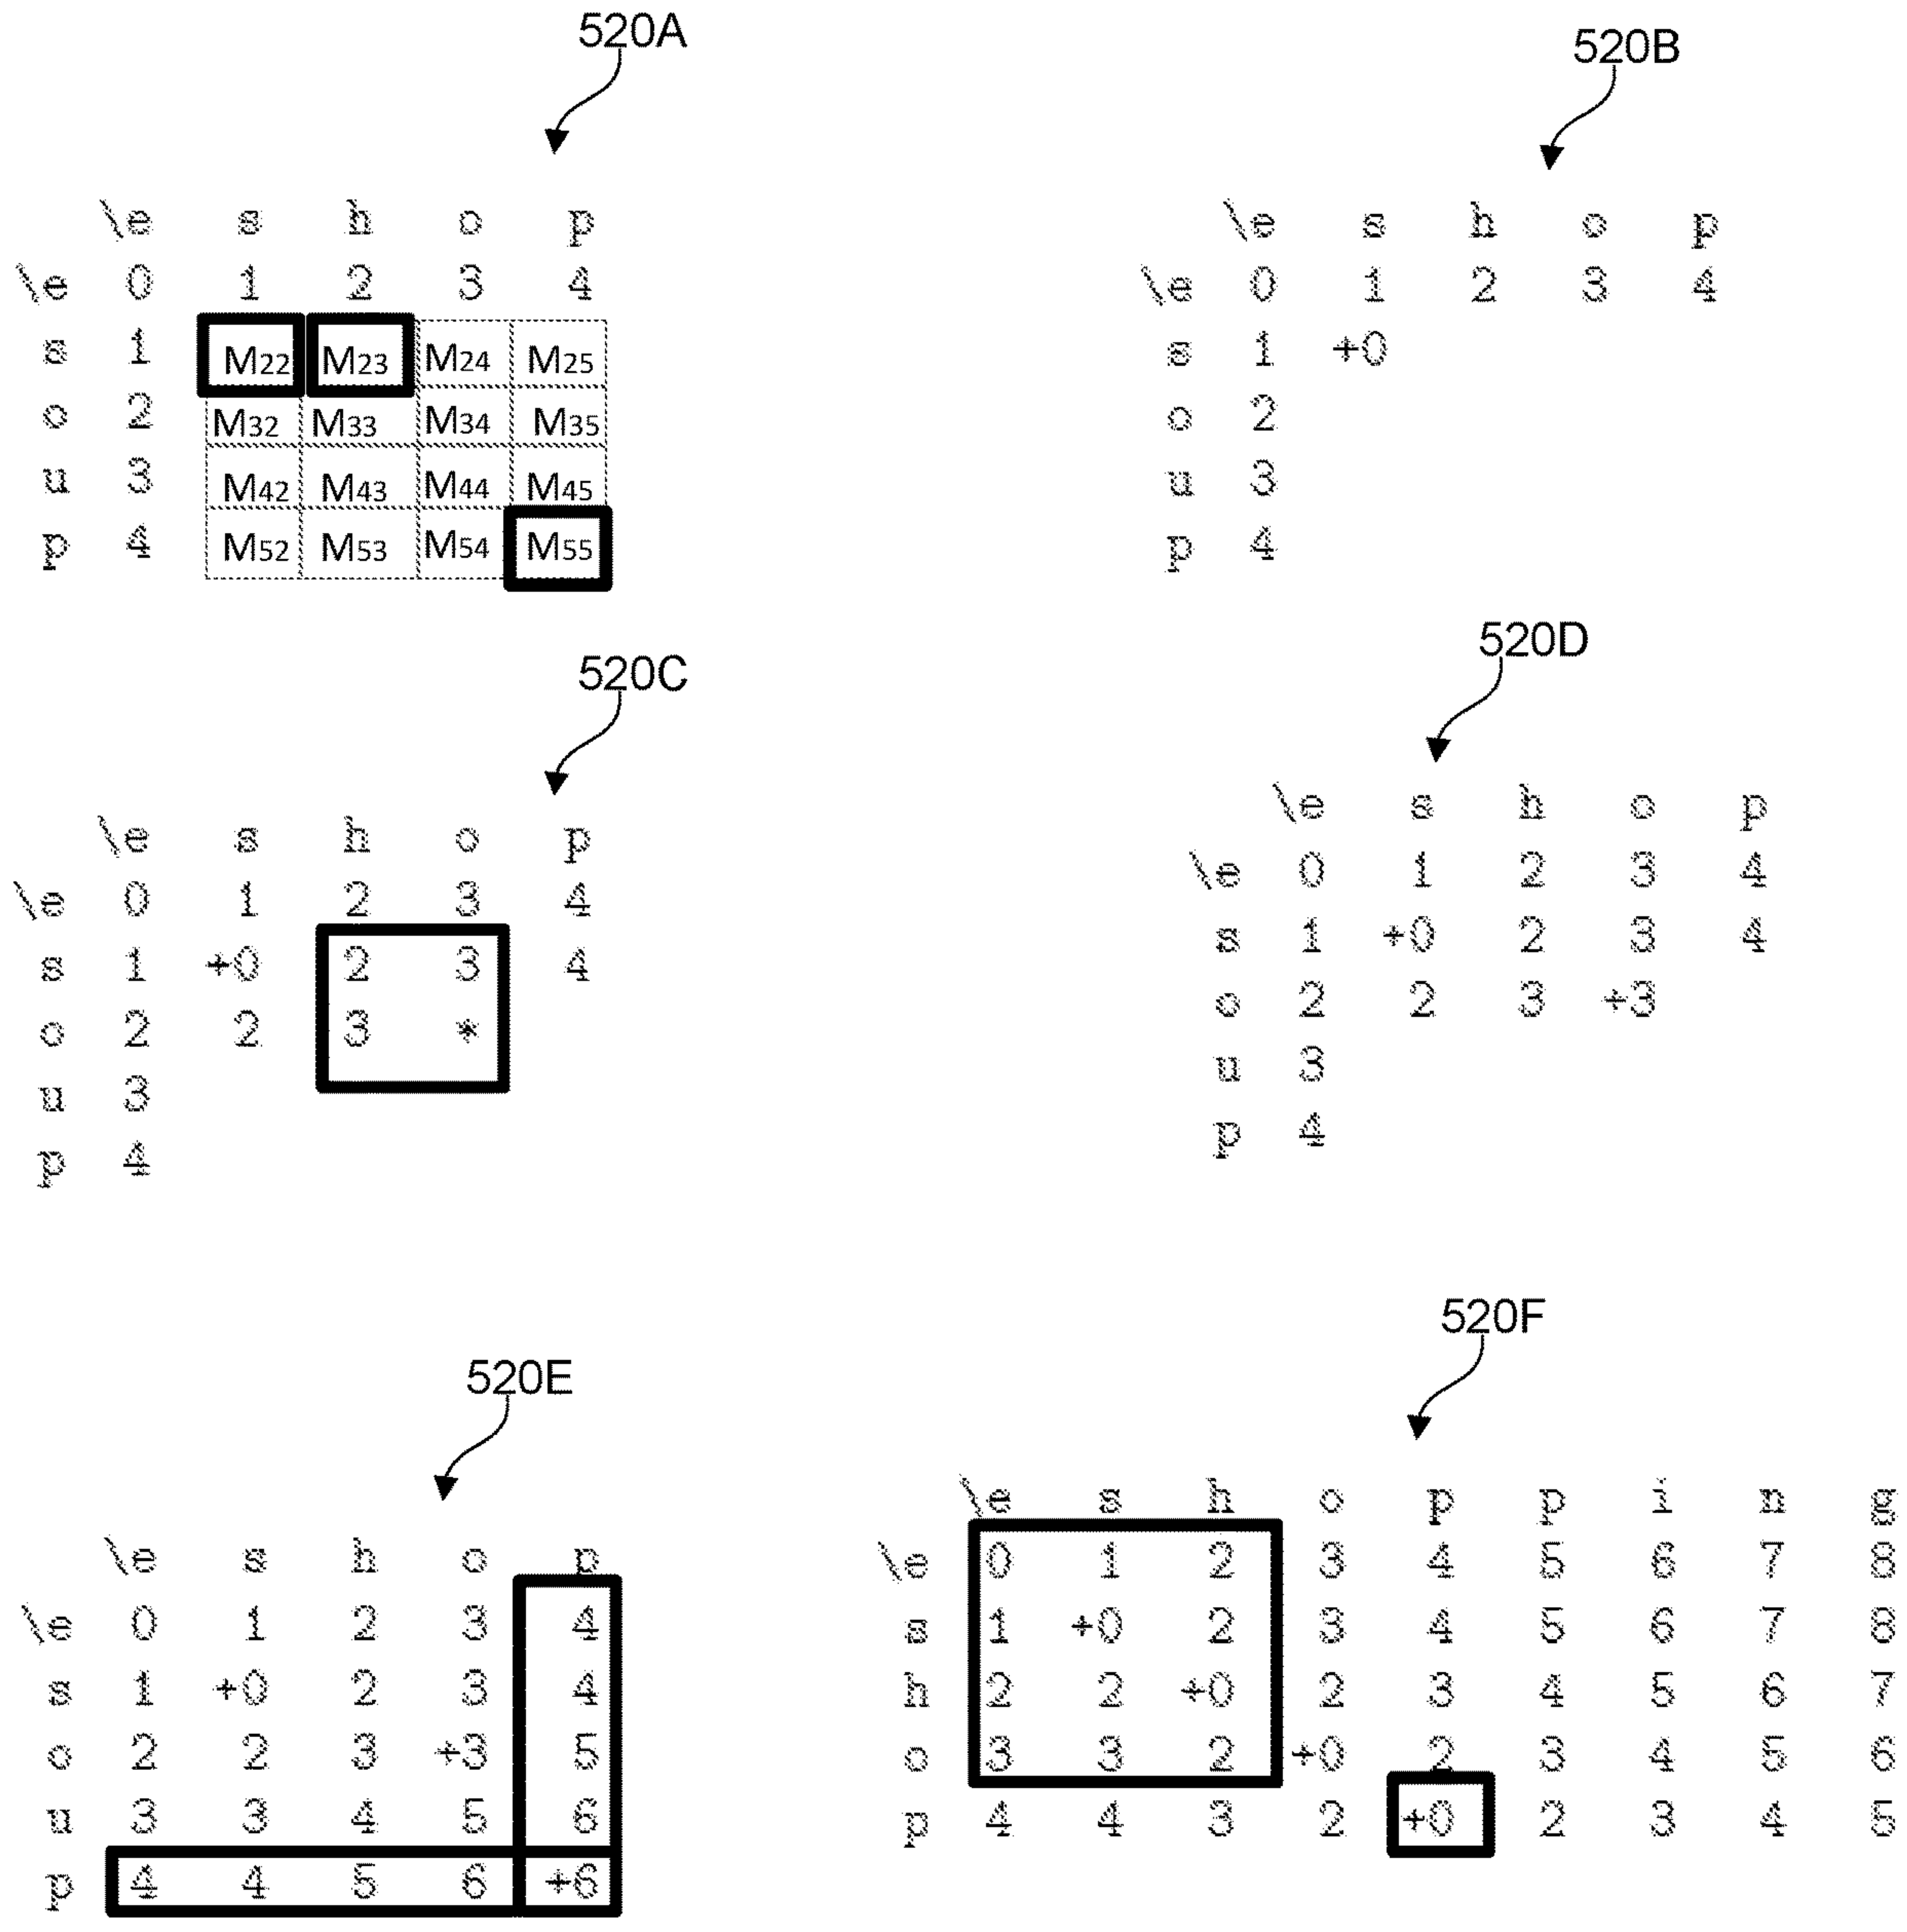 520A
\e s h o p
\e 0 1 2 3 4
s 1 M22 M23 M24 M25
o 2 M32 M33 M34 M35
u 3 M42 M43 M44 M45
p 4 M52 M53 M54 M55
520B
\e s h o p
\e 0 1 2 3 4
s 1 +0
o 2
u 3
p 4
520C
\e s h o p
\e 0 1 2 3 4
s 1 +0 2 3 4
o 2 2 3 *
u 3
p 4
520D
\e s h o p
\e 0 1 2 3 4
s 1 +0 2 3 4
o 2 2 3 +3
u 3
p 4
520E
\e s h o p
\e 0 1 2 3 4
s 1 +0 2 3 4
o 2 2 3 +3 5
u 3 3 4 5 6
p 4 4 5 6 +6
520F
\e s h o p p i n g
\e 0 1 2 3 4 5 6 7 8
s 1 +0 2 3 4 5 6 7 8
h 2 2 +0 2 3 4 5 6 7
o 3 3 2 +0 2 3 4 5 6
p 4 4 3 2 +0 2 3 4 5